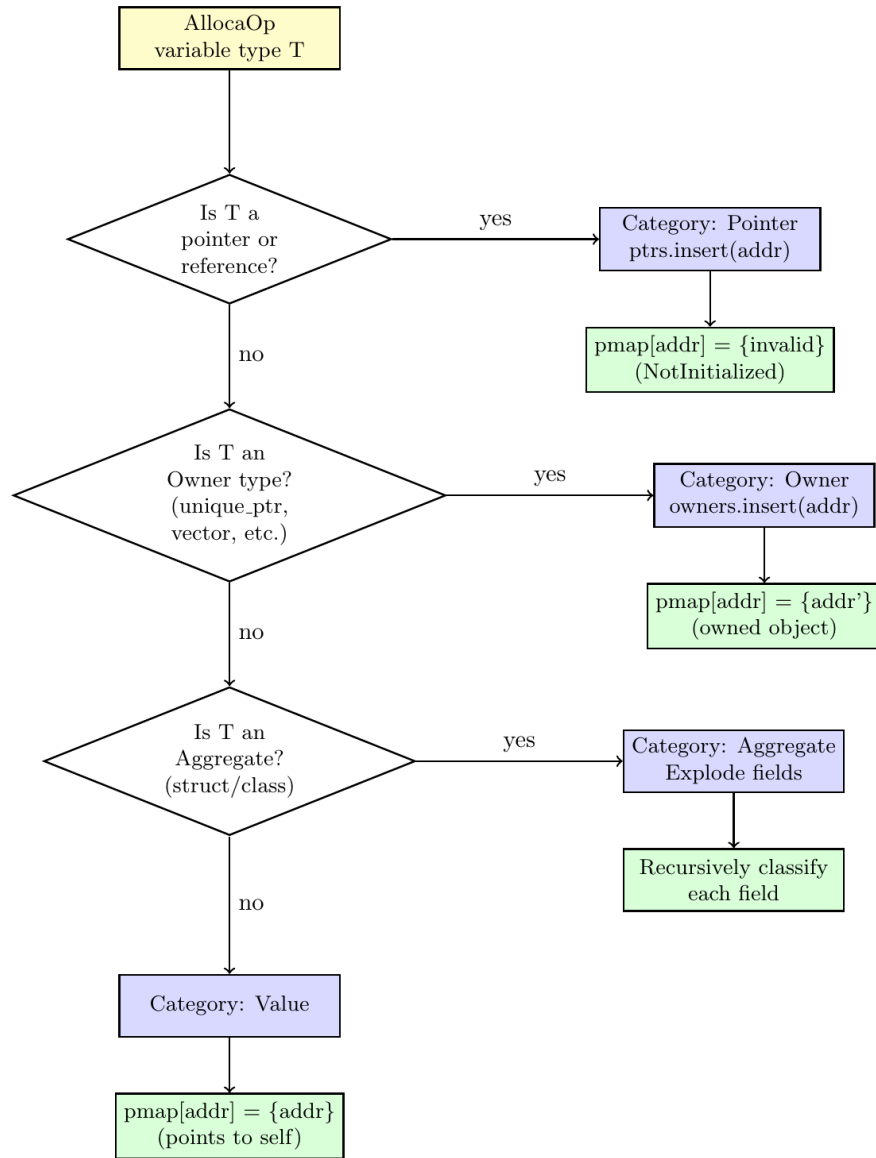 AllocaOp
variable type T
Is T a
pointer or
reference?
yes
Category: Pointer
ptrs.insert(addr)
pmap[addr] = {invalid}
(NotInitialized)
no
Is T an
Owner type?
(unique_ptr,
vector, etc.)
yes
Category: Owner
owners.insert(addr)
pmap[addr] = {addr’}
(owned object)
no
Is T an
Aggregate?
(struct/class)
yes
Category: Aggregate
Explode fields
Recursively classify
each field
no
Category: Value
pmap[addr] = {addr}
(points to self)